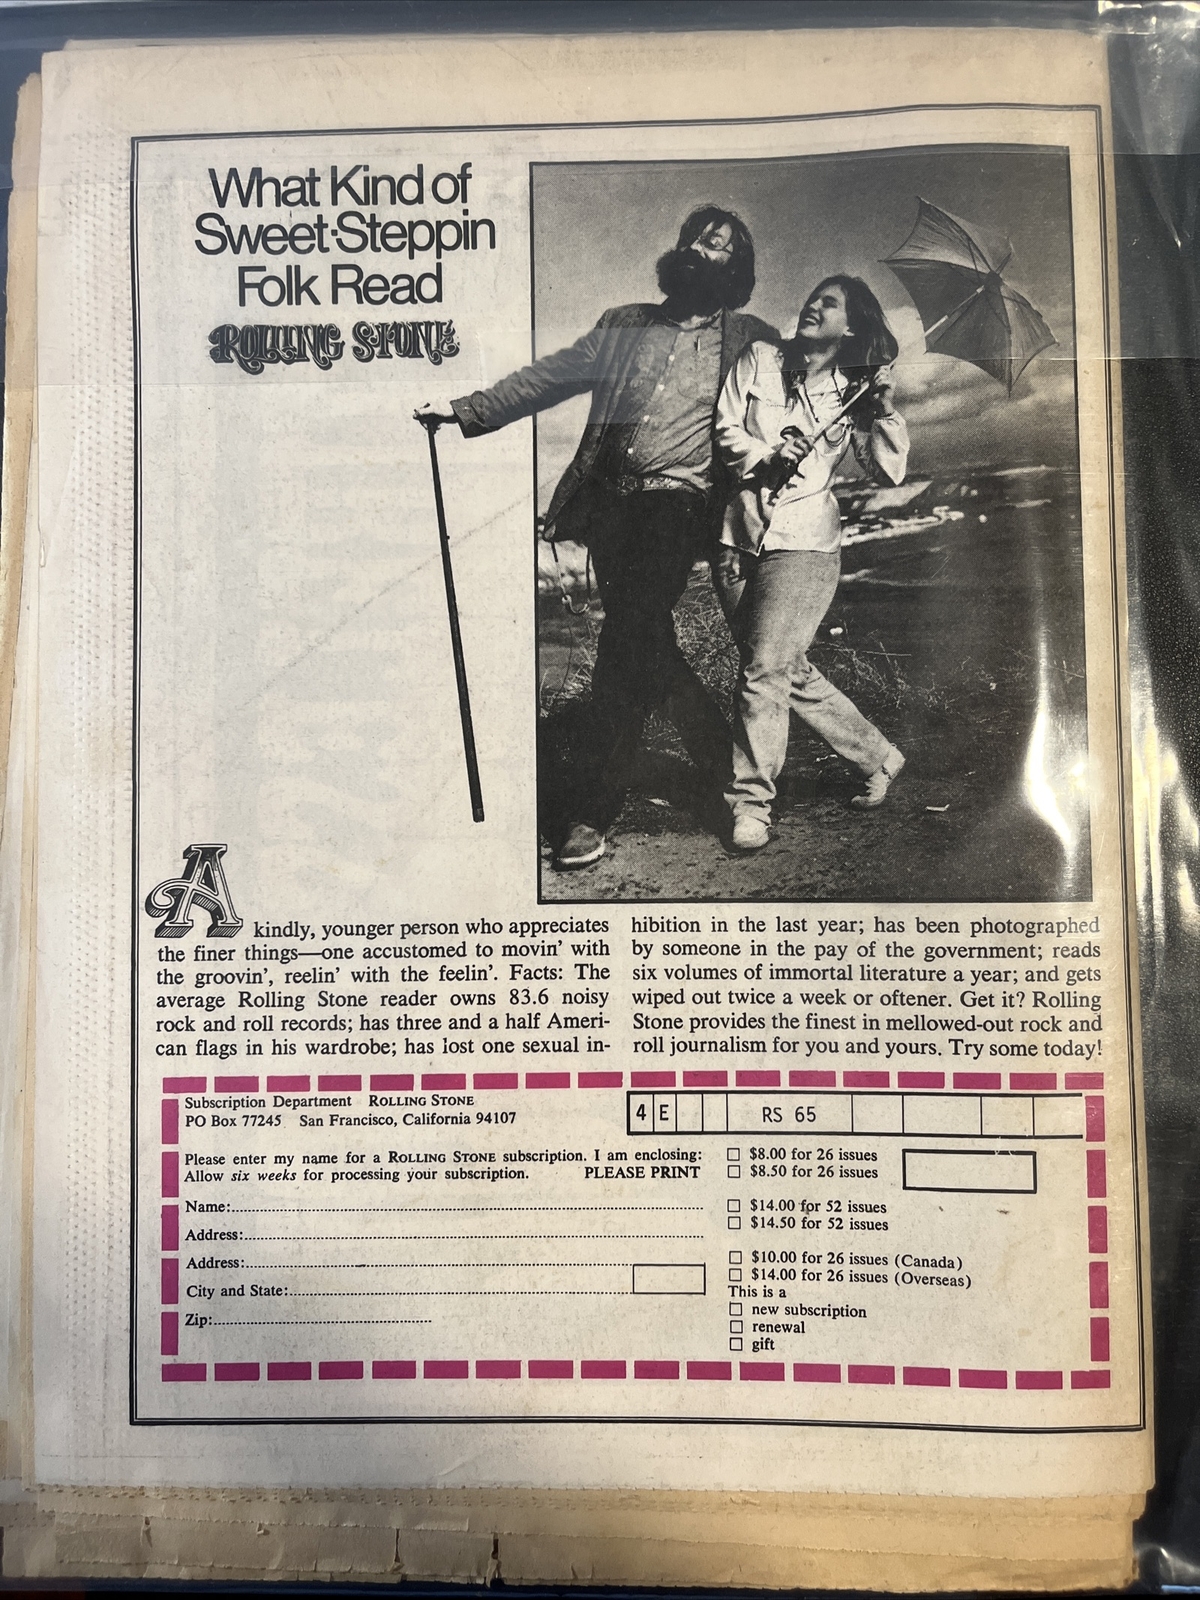 What Kind of
Sweet-Steppin
Folk Read
ROLLING STONE
A kindly, younger person who appreciates
the finer things—one accustomed to movin' with
the groovin', reelin' with the feelin'. Facts: The
average Rolling Stone reader owns 83.6 noisy
rock and roll records; has three and a half Ameri-
can flags in his wardrobe; has lost one sexual in-
hibition in the last year; has been photographed
by someone in the pay of the government; reads
six volumes of immortal literature a year; and gets
wiped out twice a week or oftener. Get it? Rolling
Stone provides the finest in mellowed-out rock and
roll journalism for you and yours. Try some today!
Subscription Department ROLLING STONE
PO Box 77245 San Francisco, California 94107
4 E RS 65
Please enter my name for a ROLLING STONE subscription. I am enclosing:
Allow six weeks for processing your subscription. PLEASE PRINT
Name:
Address:
Address:
City and State:
Zip:
$8.00 for 26 issues
$8.50 for 26 issues
$14.00 for 52 issues
$14.50 for 52 issues
$10.00 for 26 issues (Canada)
$14.00 for 26 issues (Overseas)
This is a
new subscription
renewal
gift